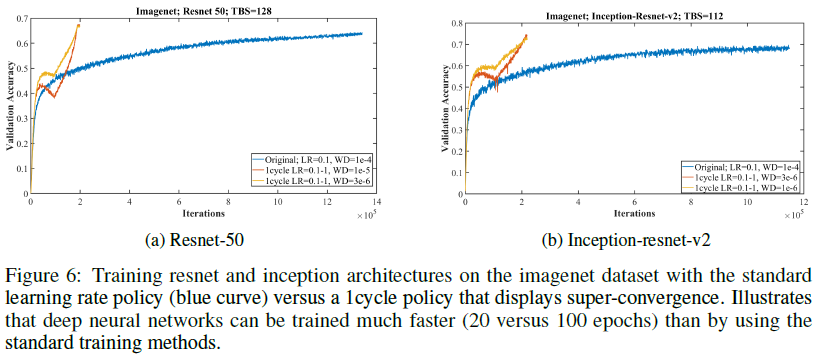 Imagenet; Resnet 50; TBS=128
0.7
0.6
0.5
0.4
0.3
0.2
0.1
0
Validation Accuracy
Original; LR=0.1, WD=1e-4
1cycle LR=0.1-1, WD=1e-5
1cycle LR=0.1-1, WD=3e-6
0 2 4 6 8 10 12 14
Iterations
×10⁵
(a) Resnet-50
Imagenet; Inception-Resnet-v2; TBS=112
0.8
0.7
0.6
0.5
0.4
0.3
0.2
0.1
0
Validation Accuracy
Original; LR=0.1, WD=1e-4
1cycle LR=0.1-1, WD=3e-6
1cycle LR=0.1-1, WD=1e-6
0 2 4 6 8 10 12
Iterations
×10⁵
(b) Inception-resnet-v2
Figure 6: Training resnet and inception architectures on the imagenet dataset with the standard
learning rate policy (blue curve) versus a 1cycle policy that displays super-convergence. Illustrates
that deep neural networks can be trained much faster (20 versus 100 epochs) than by using the
standard training methods.